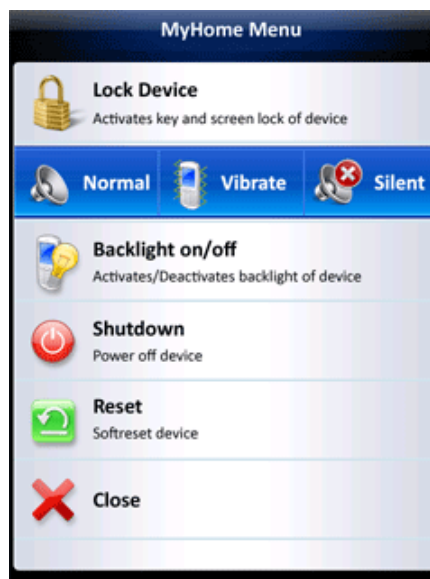 MyHome Menu
Lock Device
Activates key and screen lock of device
Normal Vibrate Silent
Backlight on/off
Activates/Deactivates backlight of device
Shutdown
Power off device
Reset
Softreset device
Close